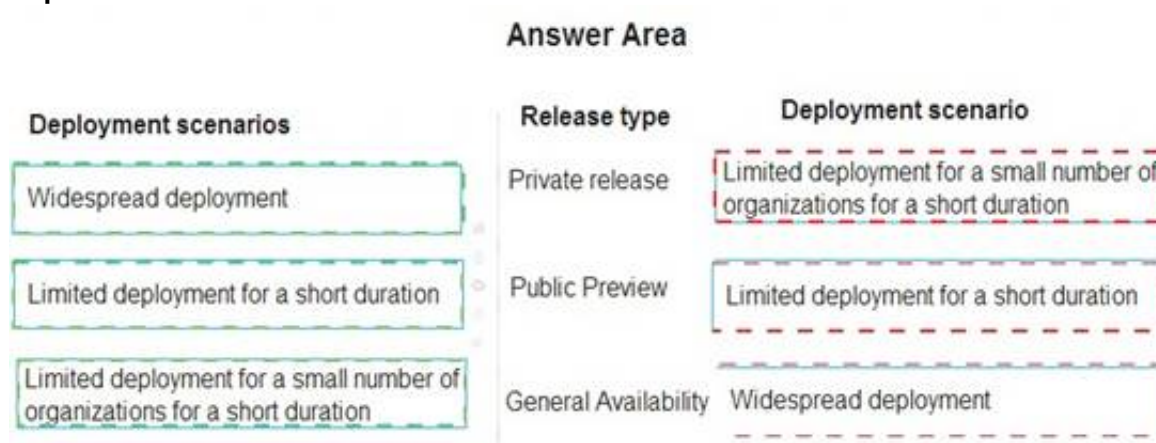 Answer Area
Deployment scenarios
Widespread deployment
Limited deployment for a short duration
Limited deployment for a small number of
organizations for a short duration
Release type
Deployment scenario
Private release
Limited deployment for a small number of
organizations for a short duration
Public Preview
Limited deployment for a short duration
General Availability
Widespread deployment